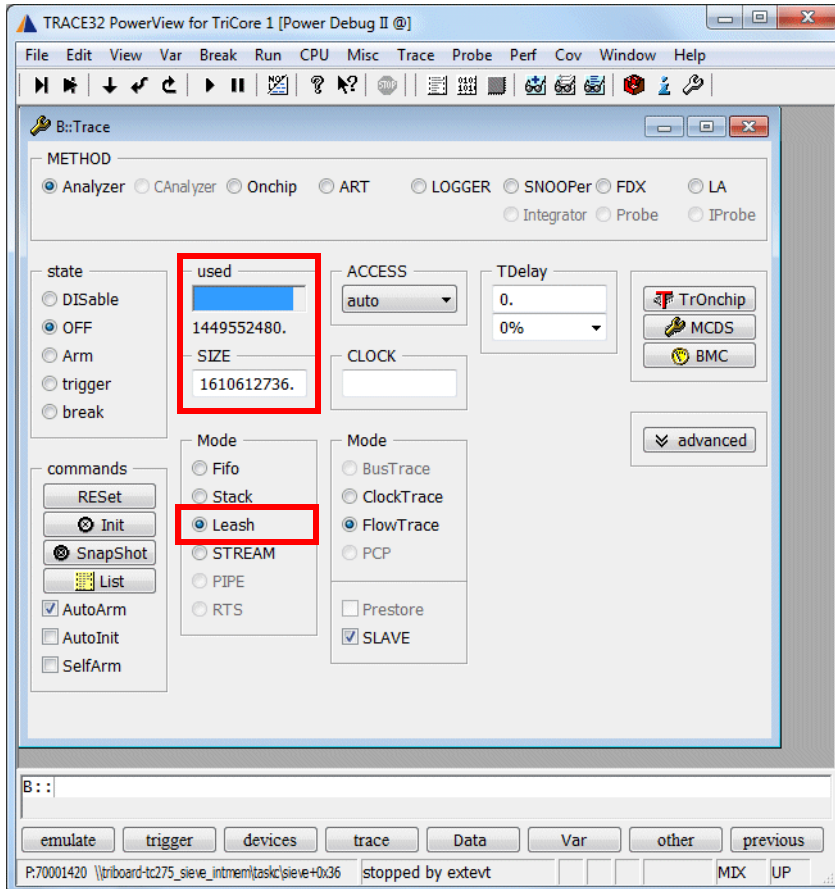 TRACE32 PowerView for TriCore 1 [Power Debug II @]
File Edit View Var Break Run CPU Misc Trace Probe Perf Cov Window Help
B::Trace
METHOD
Analyzer CAnalyzer Onchip ART LOGGER SNOOPer FDX LA
Integrator Probe IProbe
state used ACCESS TDelay
DISable auto 0. TrOnchip
OFF 1449552480. 0% MCDS
Arm SIZE CLOCK BMC
trigger 1610612736.
break
Mode Mode advanced
commands Fifo BusTrace
RESet Stack ClockTrace
Init Leash FlowTrace
SnapShot STREAM PCP
List PIPE
AutoArm RTS Prestore
AutoInit SLAVE
SelfArm
B::
emulate trigger devices trace Data Var other previous
P:70001420 \\triboard-tc275_sieve_intmem\taskc\sieve+0x36 stopped by extevt MIX UP